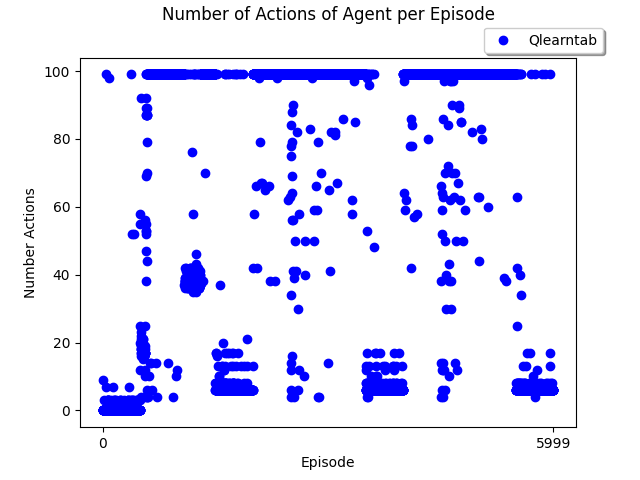 Number of Actions of Agent per Episode
Qlearntab
100
80
60
40
20
0
Number Actions
0
5999
Episode